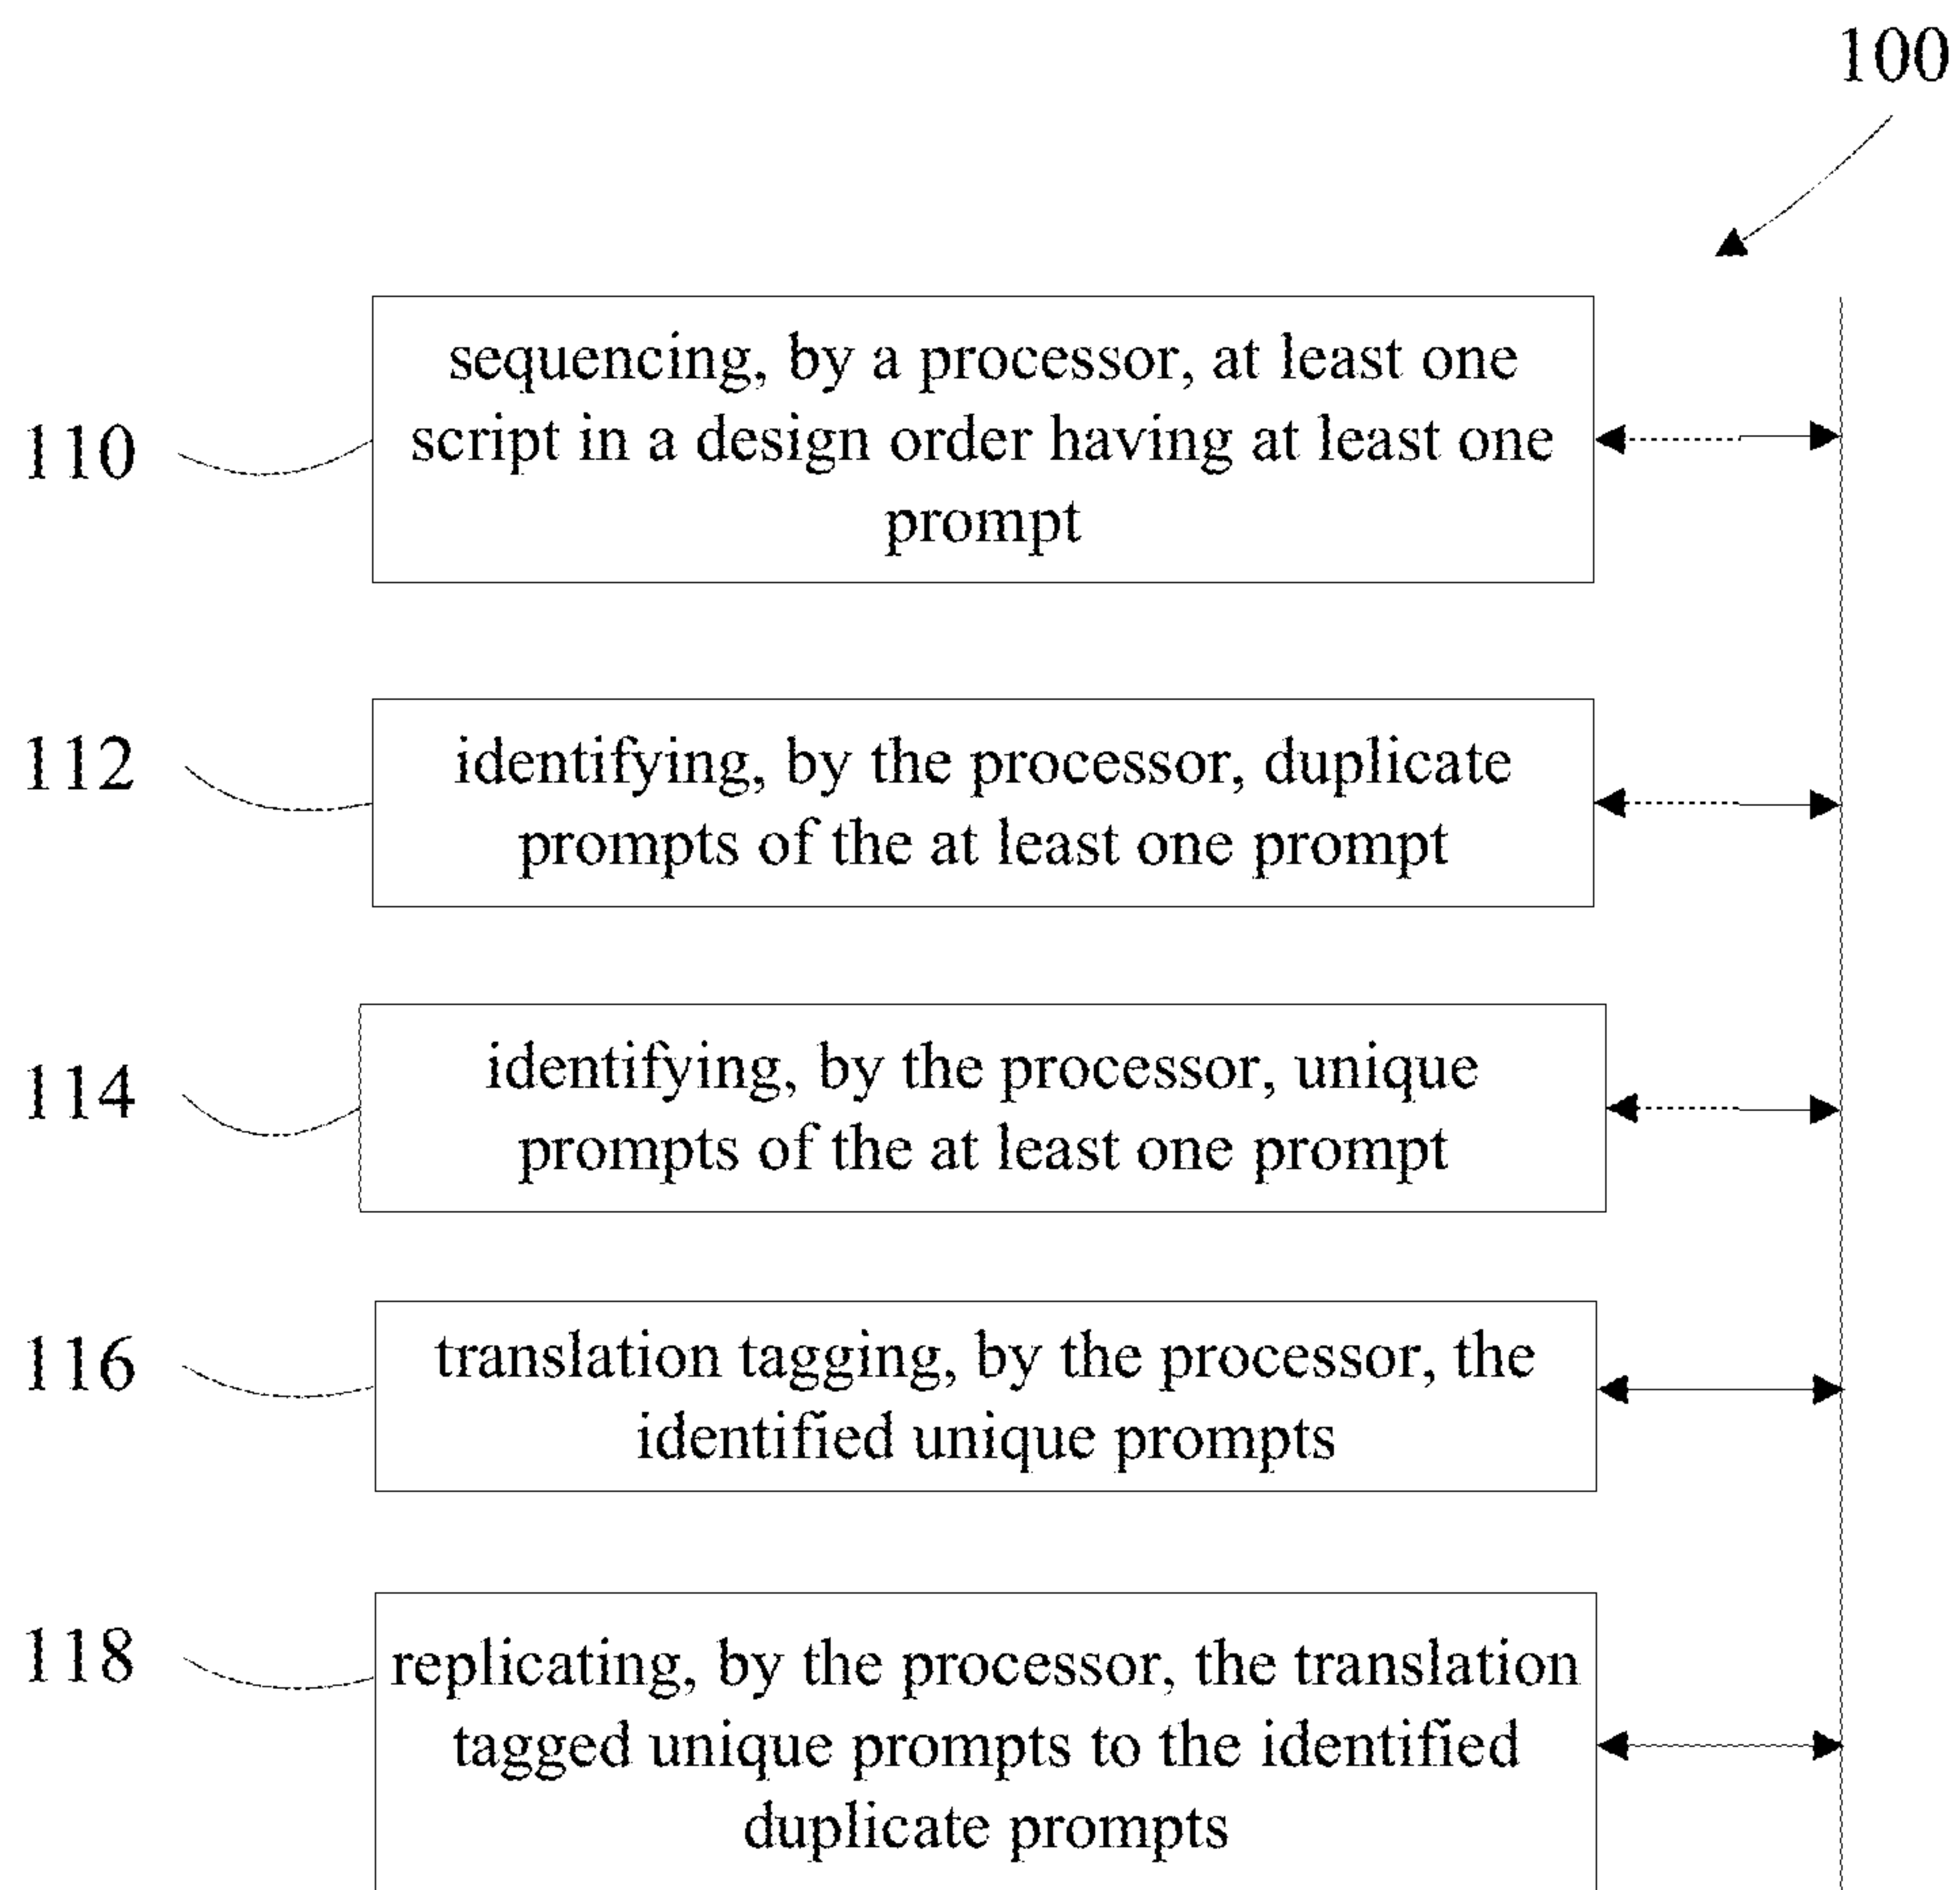 100
110
sequencing, by a processor, at least one
script in a design order having at least one
prompt
112
identifying, by the processor, duplicate
prompts of the at least one prompt
114
identifying, by the processor, unique
prompts of the at least one prompt
116
translation tagging, by the processor, the
identified unique prompts
118
replicating, by the processor, the translation
tagged unique prompts to the identified
duplicate prompts